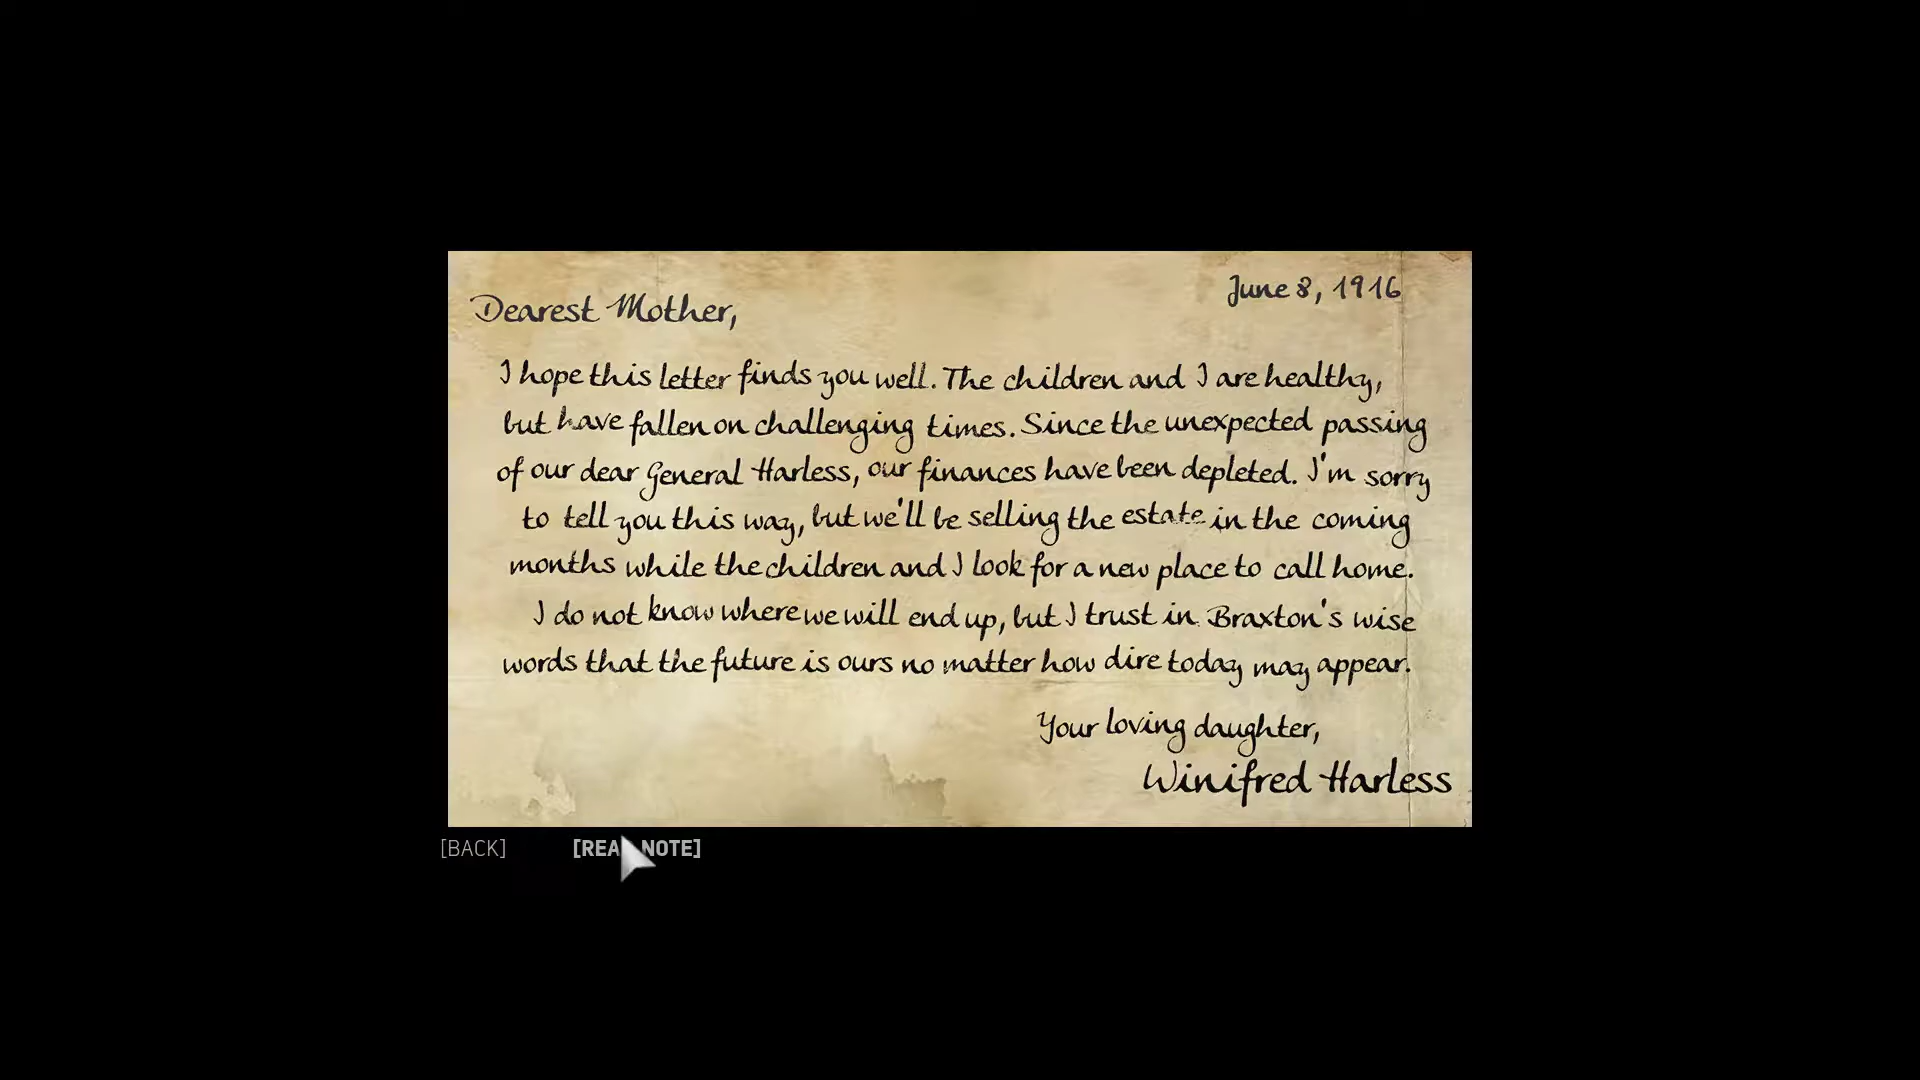 June 8, 1916
Dearest Mother,
I hope this letter finds you well. The children and I are healthy,
but have fallen on challenging times. Since the unexpected passing
of our dear General Harless, our finances have been depleted. I'm sorry
to tell you this way, but we'll be selling the estate in the coming
months while the children and I look for a new place to call home.
I do not know where we will end up, but I trust in Braxton's wise
words that the future is ours no matter how dire today may appear.
Your loving daughter,
Winifred Harless
[BACK] [READ NOTE]